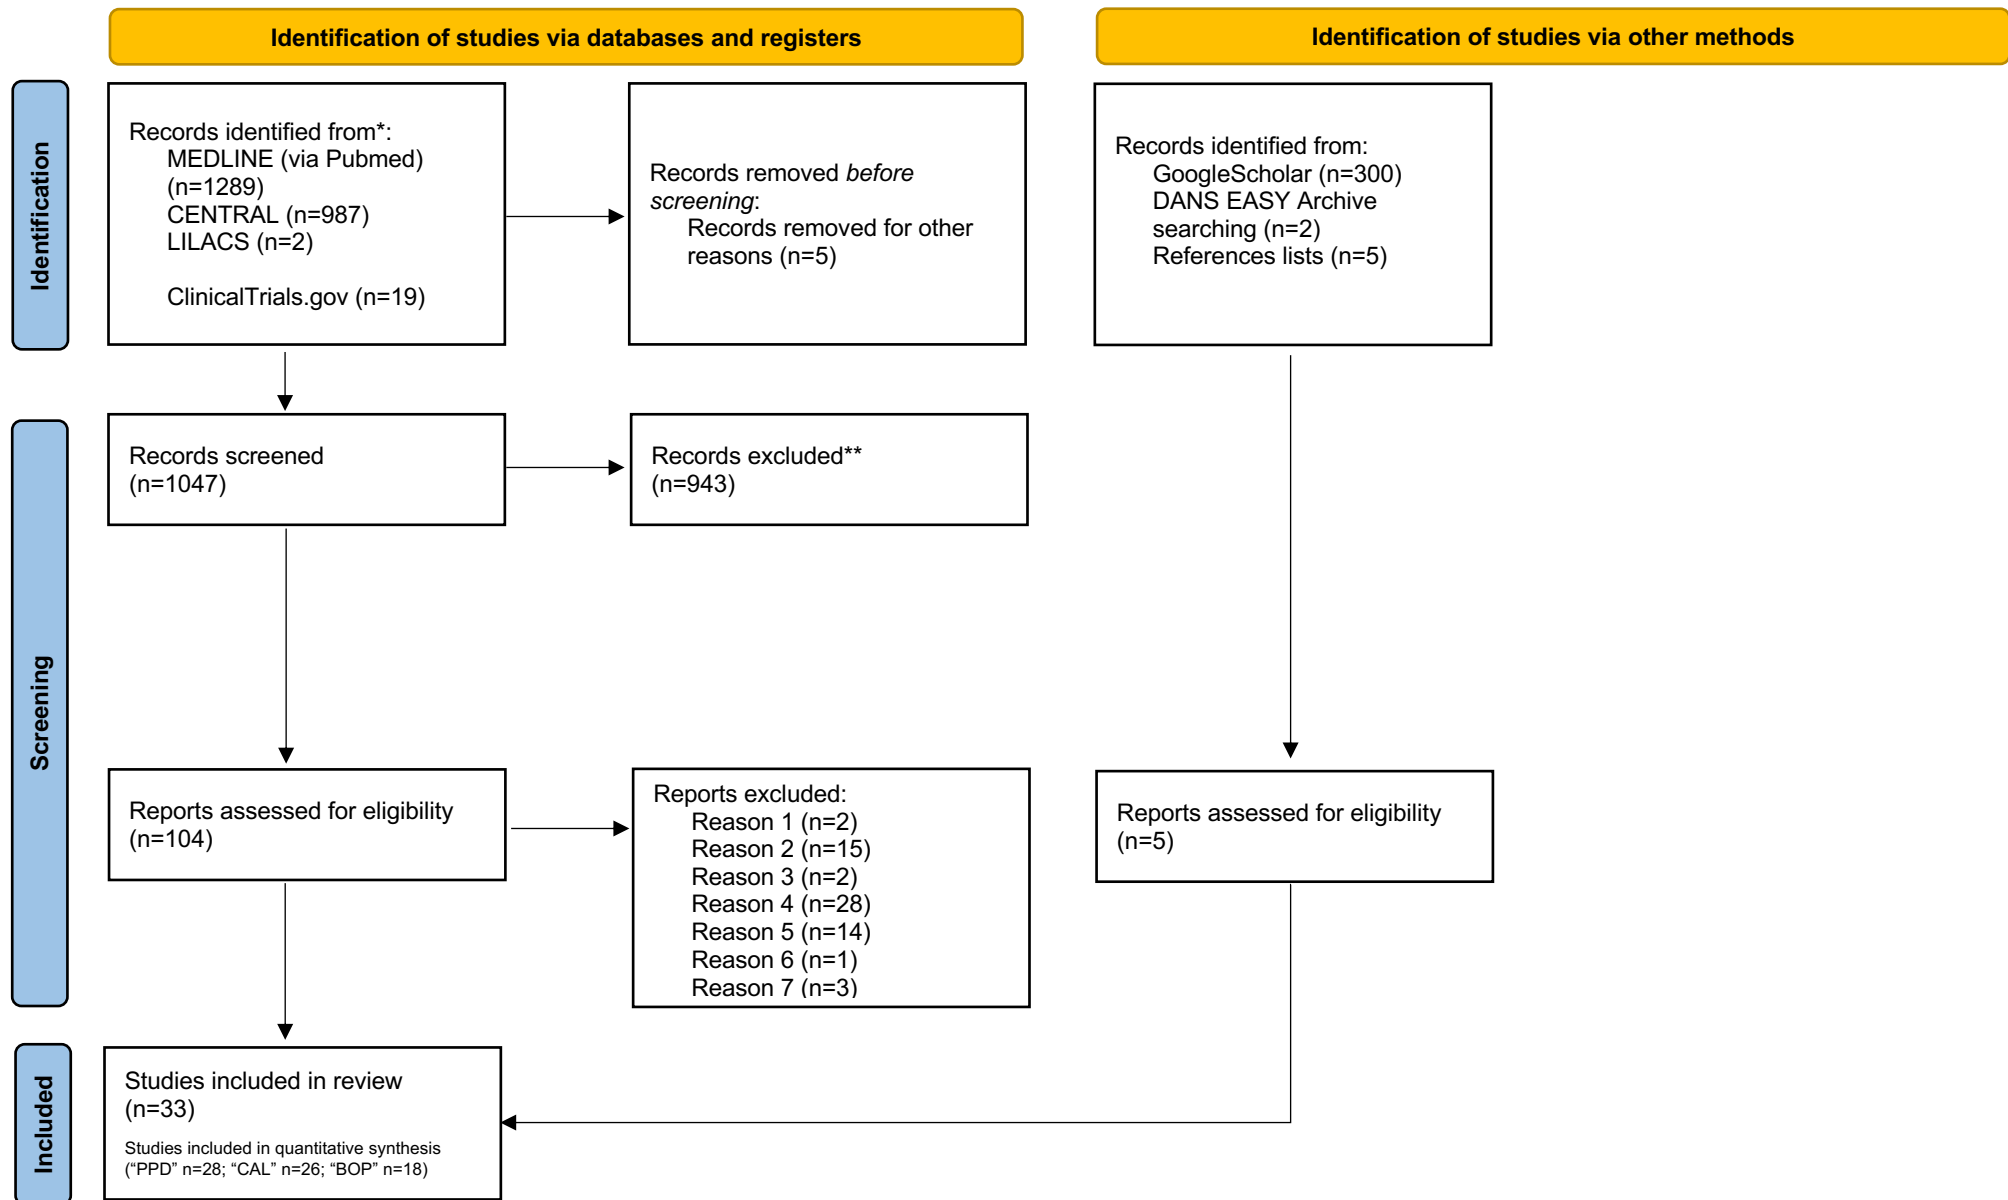 Identification of studies via databases and registers
Identification of studies via other methods
Identification
Records identified from*:
MEDLINE (via Pubmed)
(n=1289)
CENTRAL (n=987)
LILACS (n=2)
ClinicalTrials.gov (n=19)
Records removed before
screening:
Records removed for other
reasons (n=5)
Records identified from:
GoogleScholar (n=300)
DANS EASY Archive
searching (n=2)
References lists (n=5)
Screening
Records screened
(n=1047)
Records excluded**
(n=943)
Reports assessed for eligibility
(n=104)
Reports excluded:
Reason 1 (n=2)
Reason 2 (n=15)
Reason 3 (n=2)
Reason 4 (n=28)
Reason 5 (n=14)
Reason 6 (n=1)
Reason 7 (n=3)
Reports assessed for eligibility
(n=5)
Included
Studies included in review
(n=33)
Studies included in quantitative synthesis
(“PPD” n=28; “CAL” n=26; “BOP” n=18)